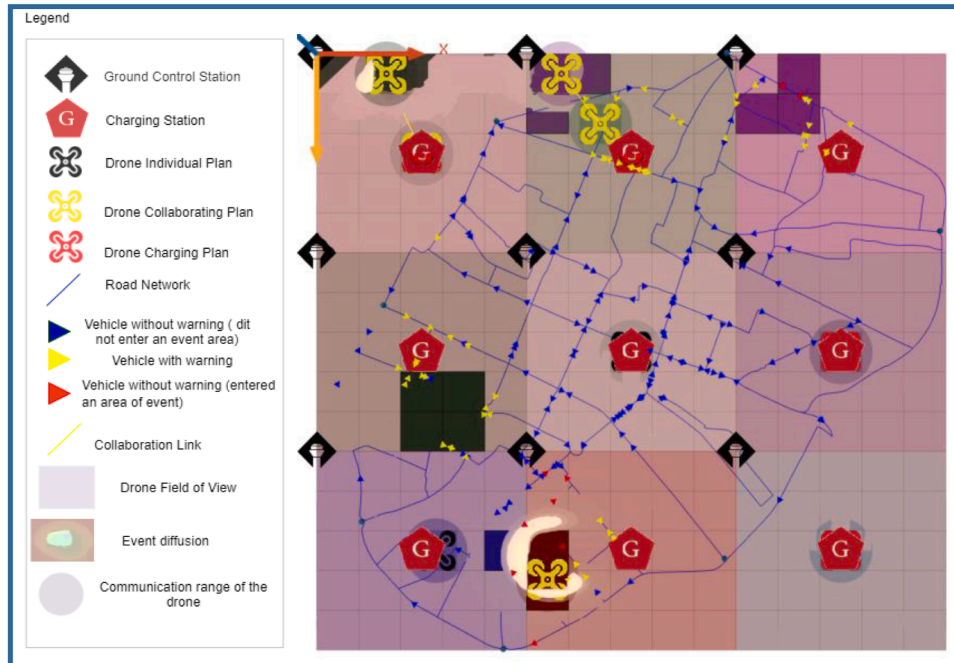 Legend
Ground Control Station
G
Charging Station
Drone Individual Plan
Drone Collaborating Plan
Drone Charging Plan
Road Network
Vehicle without warning ( dit
not enter an event area)
Vehicle with warning
Vehicle without warning (entered
an area of event)
Collaboration Link
Drone Field of View
Event diffusion
Communication range of the
drone
X
G
G
G
G
G
G
G
G
G